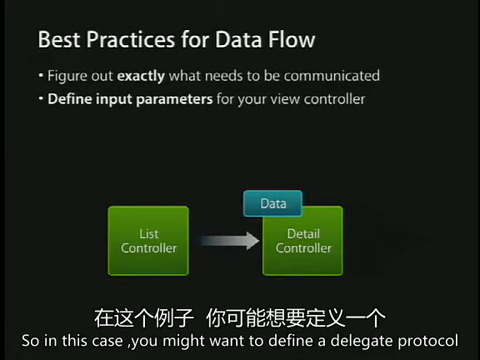 Best Practices for Data Flow
• Figure out exactly what needs to be communicated
• Define input parameters for your view controller
Data
List
Controller
Detail
Controller
在这个例子 你可能想要定义一个
So in this case ,you might want to define a delegate protocol